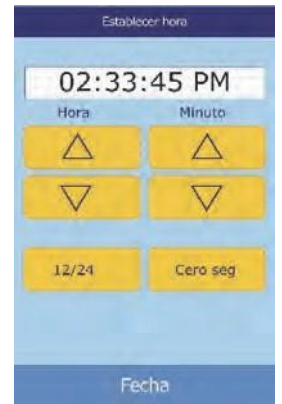 Establecer hora
02:33:45 PM
Hora Minuto
12/24 Cero seg
Fecha